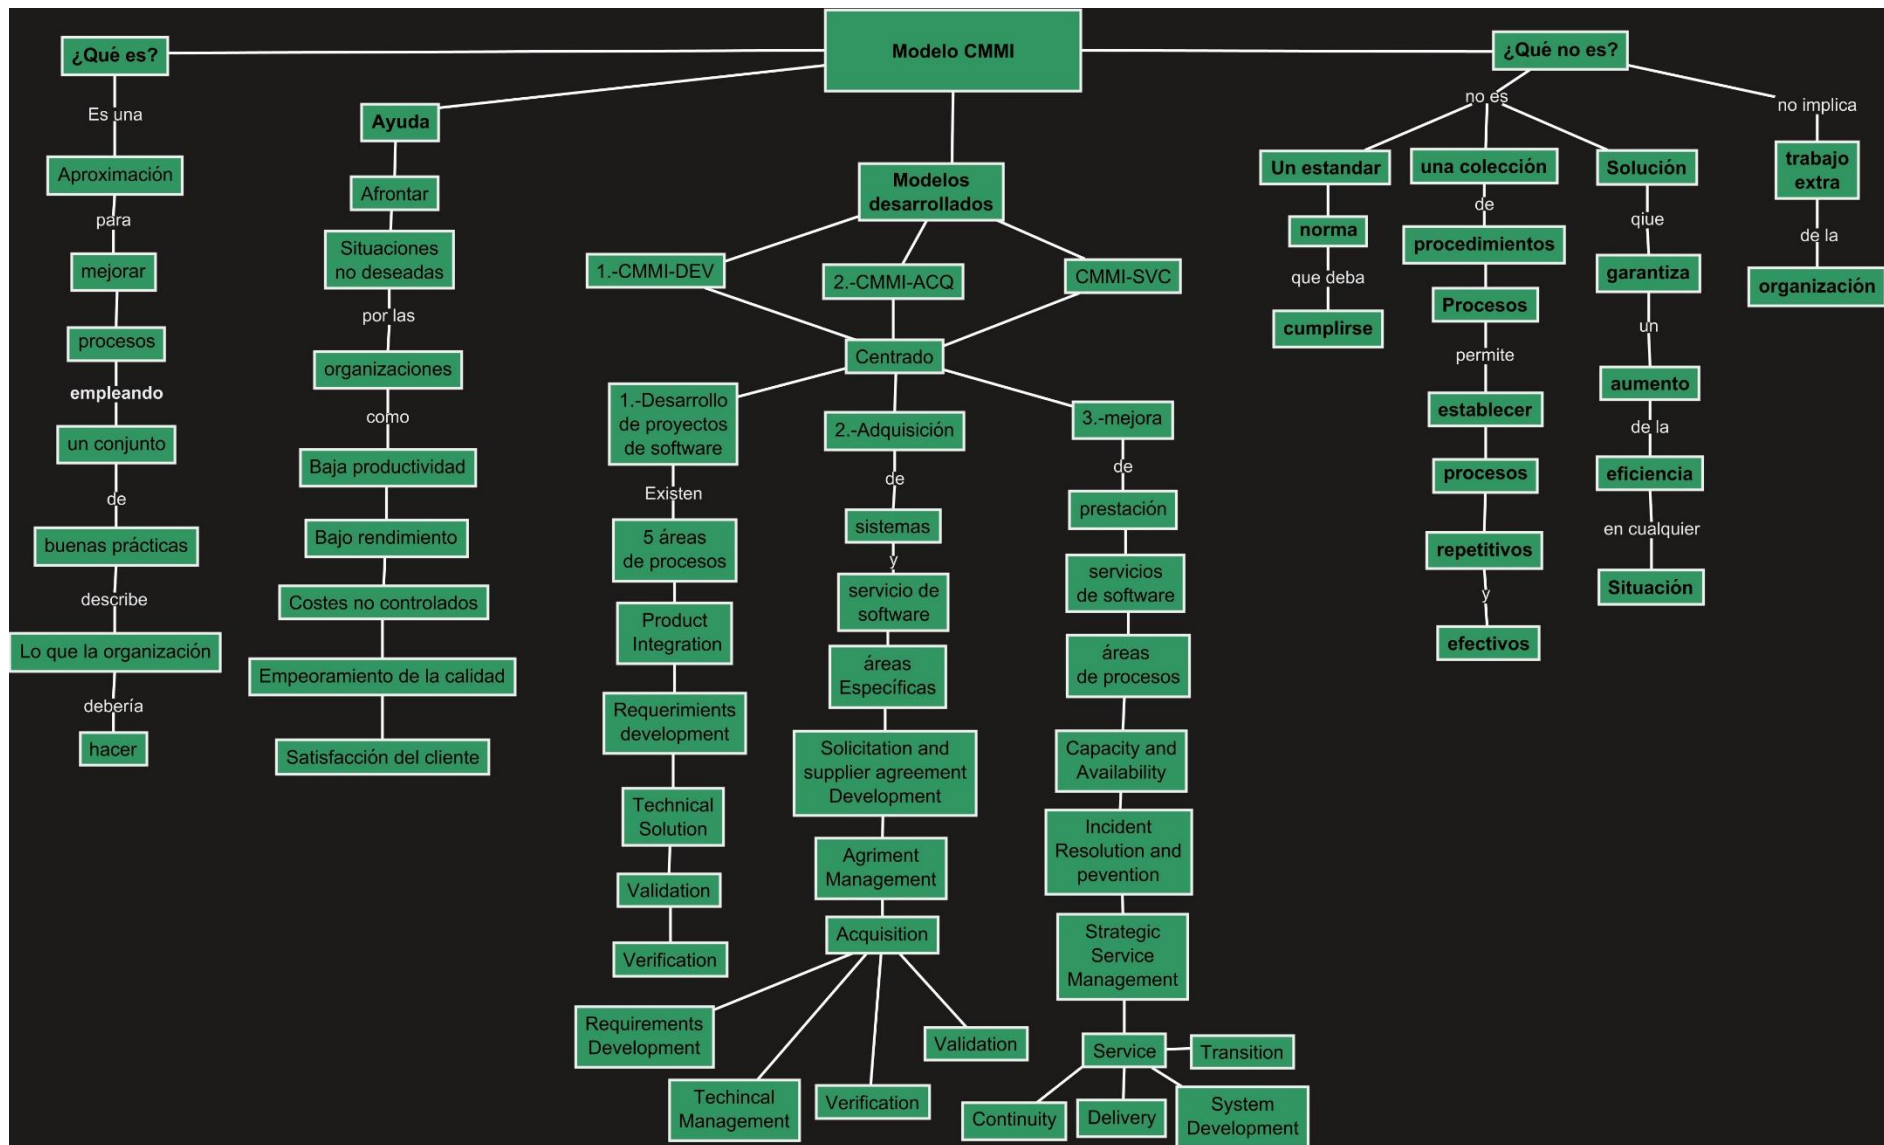 Modelo CMMI
¿Qué es?
Es una
Aproximación
para
mejorar
procesos
empleando
un conjunto
de
buenas prácticas
describe
Lo que la organización
debería
hacer
Ayuda
Afrontar
Situaciones
no deseadas
por las
organizaciones
como
Baja productividad
Bajo rendimiento
Costes no controlados
Empeoramiento de la calidad
Satisfacción del cliente
Modelos
desarrollados
1.-CMMI-DEV
2.-CMMI-ACQ
CMMI-SVC
Centrado
1.-Desarrollo
de proyectos
de software
Existen
5 áreas
de procesos
Product
Integration
Requerimients
development
Technical
Solution
Validation
Verification
2.-Adquisición
de
sistemas
y
servicio de
software
áreas
Específicas
Solicitation and
supplier agreement
Development
Agriment
Management
Acquisition
Requirements
Development
Techincal
Management
Verification
Validation
3.-mejora
de
prestación
servicios
de software
áreas
de procesos
Capacity and
Availability
Incident
Resolution and
pevention
Strategic
Service
Management
Service
Transition
Continuity
Delivery
System
Development
¿Qué no es?
no es
Un estandar
norma
que deba
cumplirse
una colección
de
procedimientos
Procesos
permite
establecer
procesos
repetitivos
y
efectivos
Solución
qiue
garantiza
un
aumento
de la
eficiencia
en cualquier
Situación
no implica
trabajo
extra
de la
organización